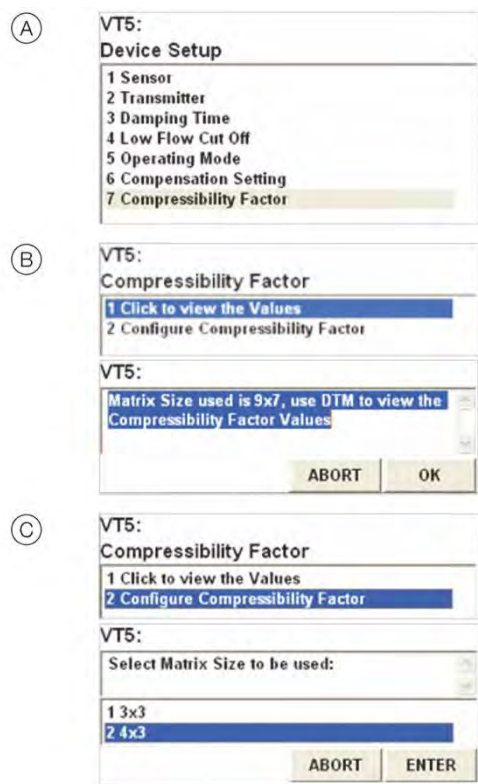 A
VT5:
Device Setup
1 Sensor
2 Transmitter
3 Damping Time
4 Low Flow Cut Off
5 Operating Mode
6 Compensation Setting
7 Compressibility Factor
B
VT5:
Compressibility Factor
1 Click to view the Values
2 Configure Compressibility Factor
VT5:
Matrix Size used is 9x7, use DTM to view the
Compressibility Factor Values
ABORT OK
C
VT5:
Compressibility Factor
1 Click to view the Values
2 Configure Compressibility Factor
VT5:
Select Matrix Size to be used:
1 3x3
2 4x3
ABORT ENTER